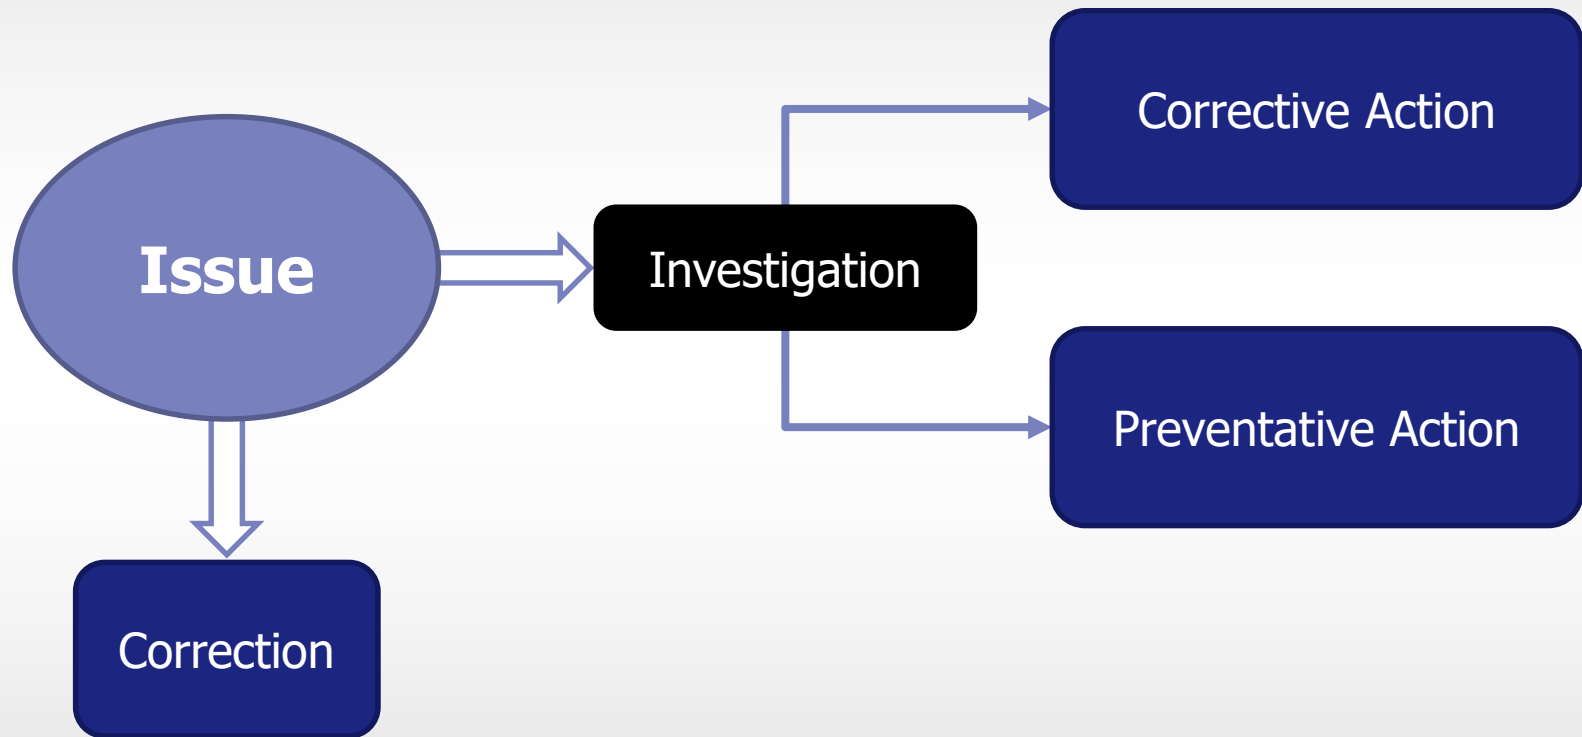 Corrective Action
Issue
Investigation
Preventative Action
Correction